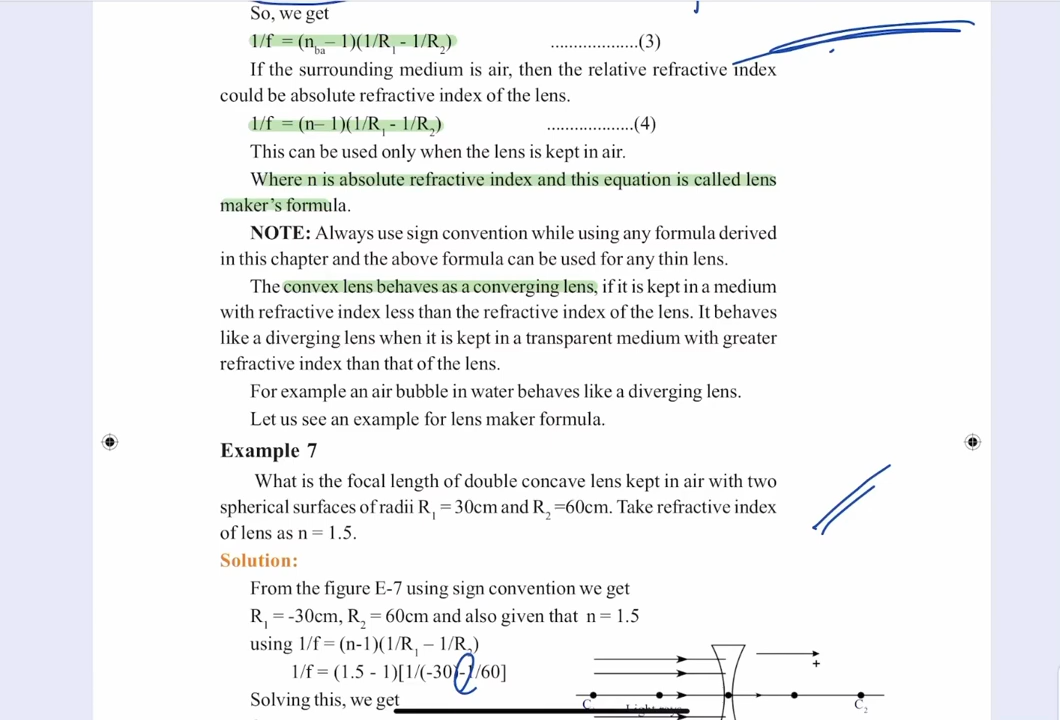 So, we get
1/f = (n_ba – 1)(1/R₁ - 1/R₂) ...................(3)
If the surrounding medium is air, then the relative refractive index
could be absolute refractive index of the lens.
1/f = (n– 1)(1/R₁ - 1/R₂) ...................(4)
This can be used only when the lens is kept in air.
Where n is absolute refractive index and this equation is called lens
maker’s formula.
NOTE: Always use sign convention while using any formula derived
in this chapter and the above formula can be used for any thin lens.
The convex lens behaves as a converging lens, if it is kept in a medium
with refractive index less than the refractive index of the lens. It behaves
like a diverging lens when it is kept in a transparent medium with greater
refractive index than that of the lens.
For example an air bubble in water behaves like a diverging lens.
Let us see an example for lens maker formula.
Example 7
What is the focal length of double concave lens kept in air with two
spherical surfaces of radii R₁ = 30cm and R₂ =60cm. Take refractive index
of lens as n = 1.5.
Solution:
From the figure E-7 using sign convention we get
R₁ = -30cm, R₂ = 60cm and also given that n = 1.5
using 1/f = (n-1)(1/R₁ – 1/R₂)
1/f = (1.5 - 1)[1/(-30)-1/60]
+
Solving this, we get
C₂